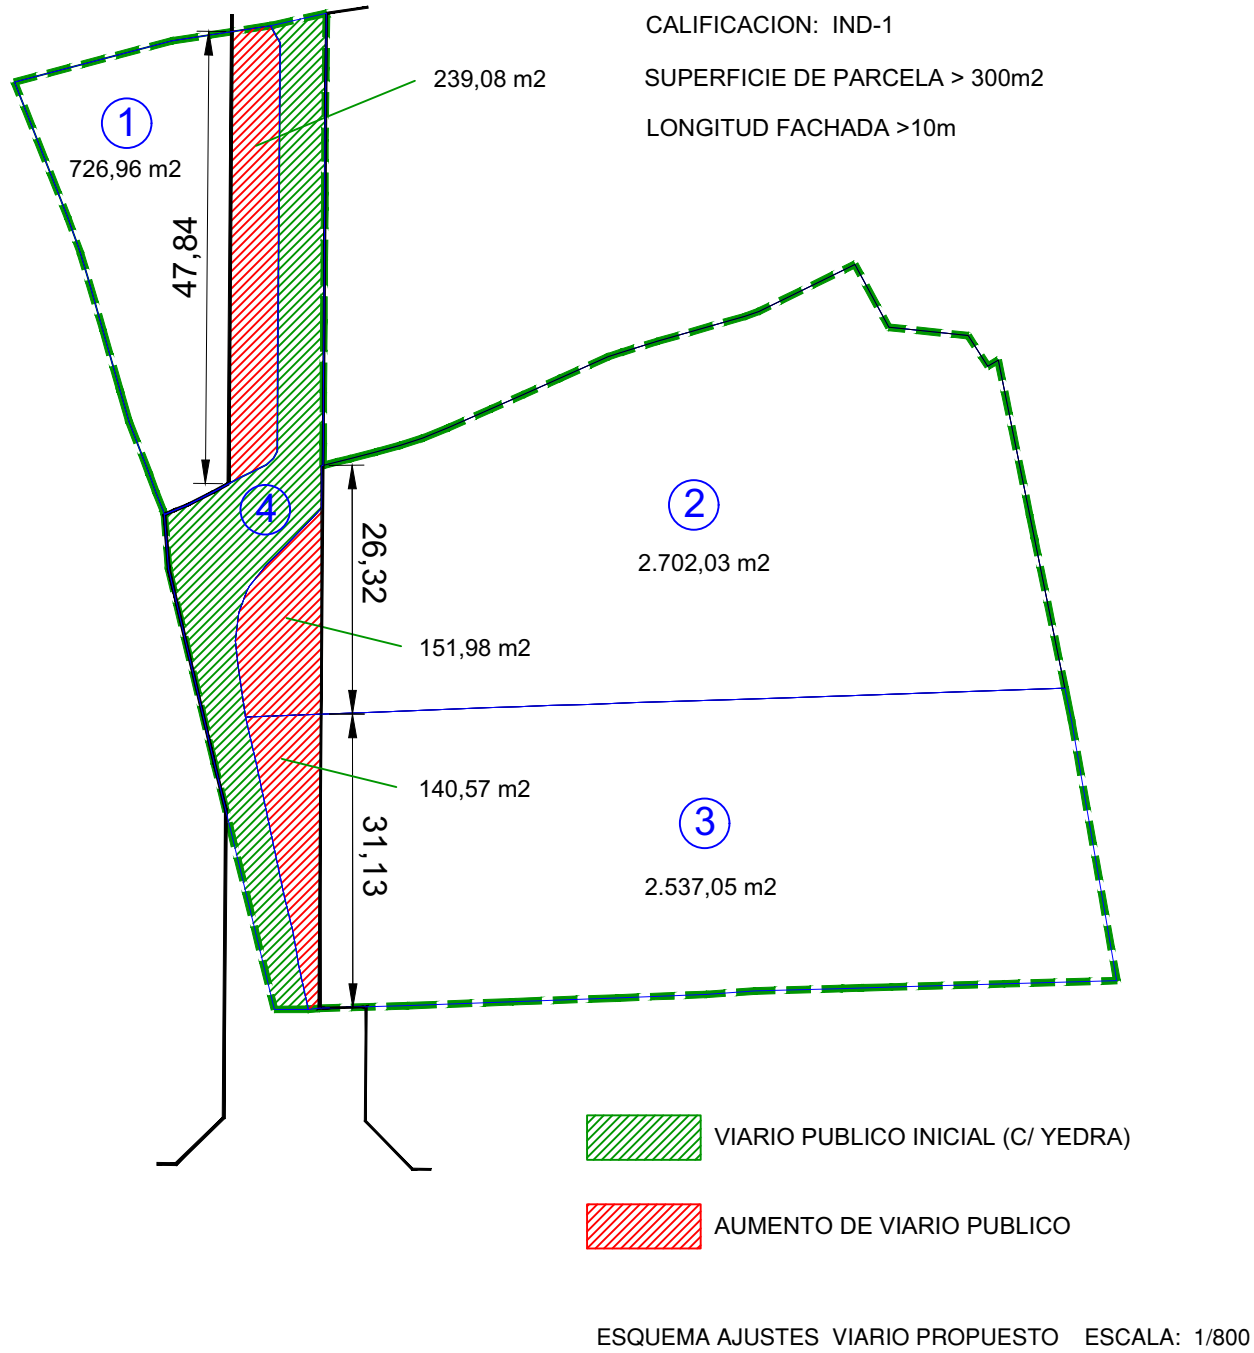 CALIFICACION: IND-1
SUPERFICIE DE PARCELA > 300m2
LONGITUD FACHADA >10m
239,08 m2
1
726,96 m2
47,84
4
2
26,32
2.702,03 m2
151,98 m2
140,57 m2
3
31,13
2.537,05 m2
VIARIO PUBLICO INICIAL (C/ YEDRA)
AUMENTO DE VIARIO PUBLICO
ESQUEMA AJUSTES VIARIO PROPUESTO ESCALA: 1/800